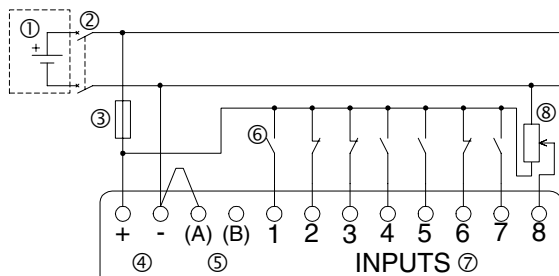 ① ②
+
③
⑥ ⑧
+ - (A) (B) 1 2 3 4 5 6 7 8
④ ⑤ INPUTS ⑦